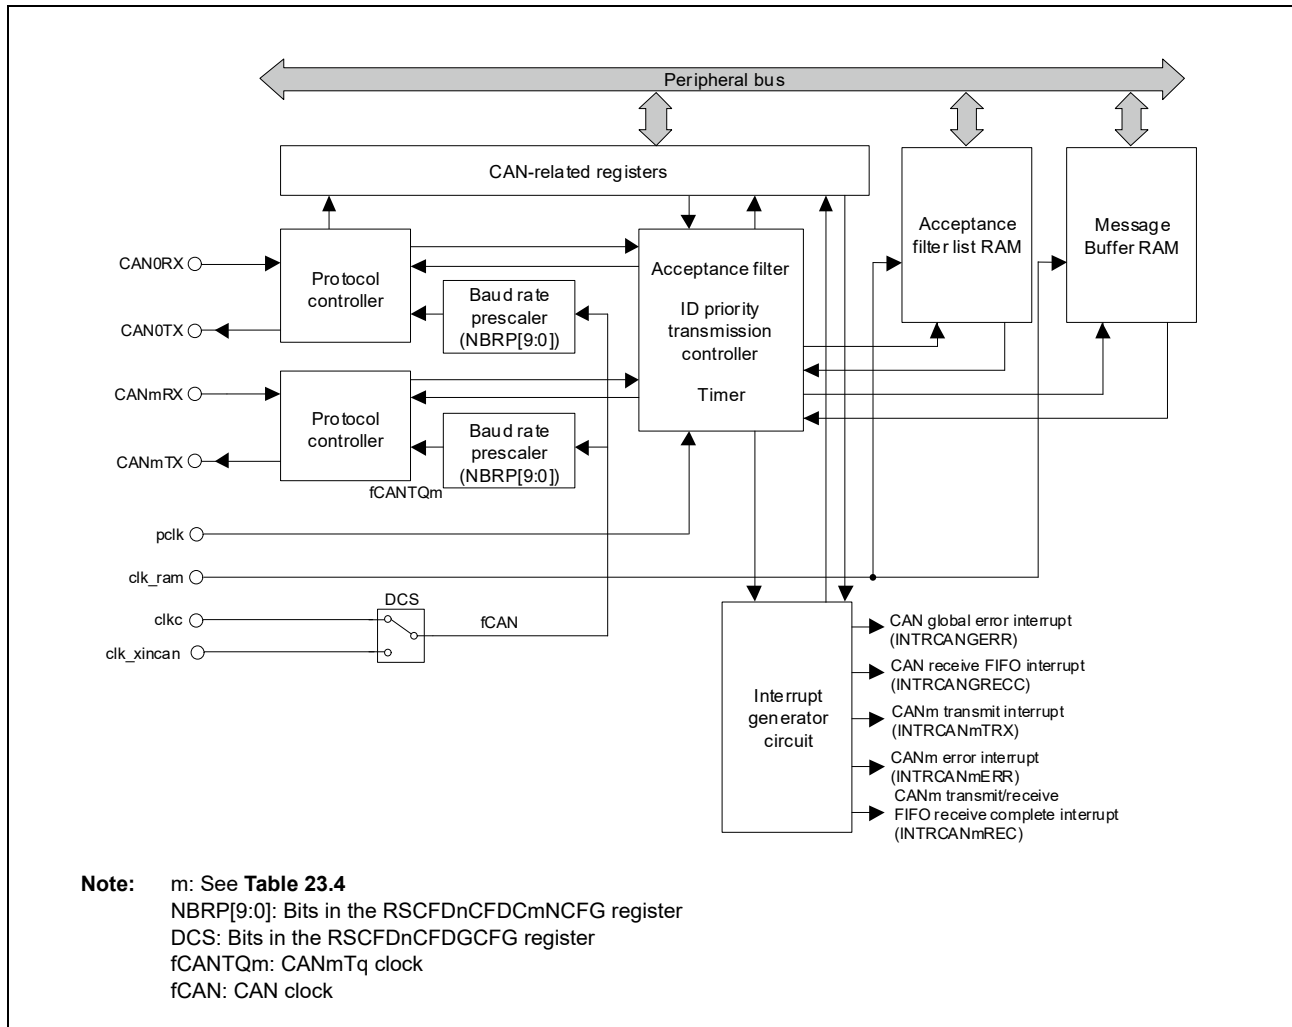 Peripheral bus
CAN-related registers
Acceptance
filter list RAM
Message
Buffer RAM
CAN0RX
CAN0TX
Protocol
controller
Baud rate
prescaler
(NBRP[9:0])
Acceptance filter
ID priority
transmission
controller
Timer
CANmRX
CANmTX
Protocol
controller
Baud rate
prescaler
(NBRP[9:0])
fCANTQm
pclk
clk_ram
clkc
clk_xincan
DCS
fCAN
Interrupt
generator
circuit
CAN global error interrupt
(INTRCANGERR)
CAN receive FIFO interrupt
(INTRCANGRECC)
CANm transmit interrupt
(INTRCANmTRX)
CANm error interrupt
(INTRCANmERR)
CANm transmit/receive
FIFO receive complete interrupt
(INTRCANmREC)
Note: m: See Table 23.4
NBRP[9:0]: Bits in the RSCFDnCFDCmNCFG register
DCS: Bits in the RSCFDnCFDGCFG register
fCANTQm: CANmTq clock
fCAN: CAN clock